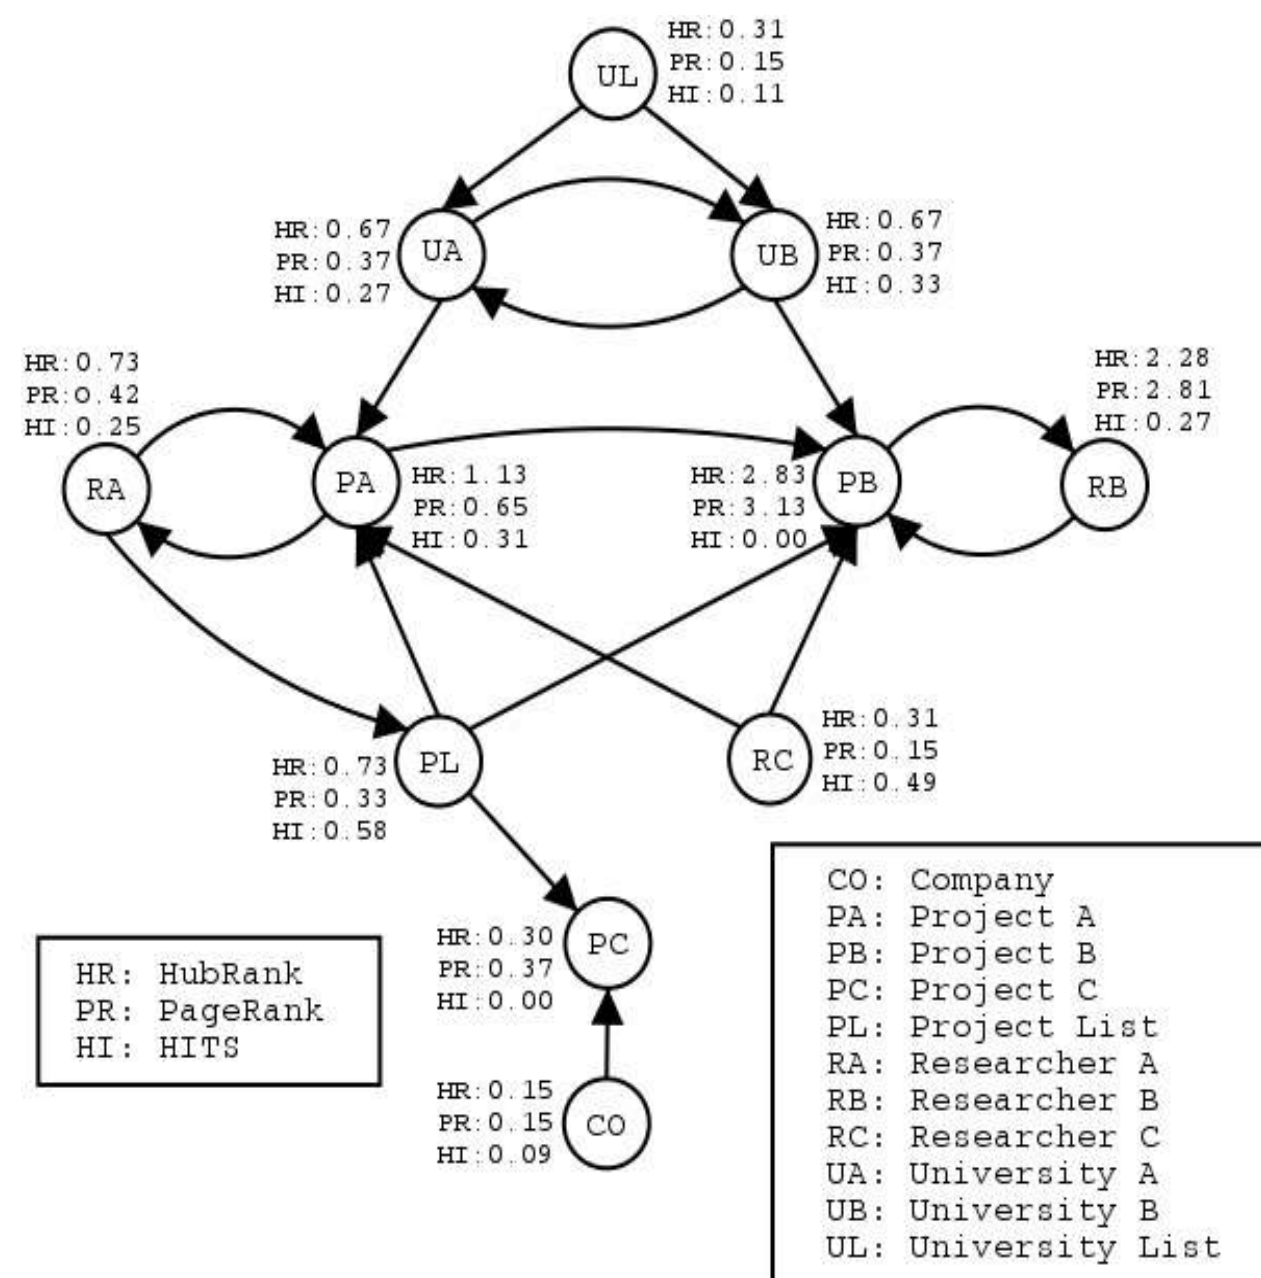 HR:0.31
PR:0.15
HI:0.11
UL
HR:0.67
PR:0.37
HI:0.27
UA
UB
HR:0.67
PR:0.37
HI:0.33
HR:0.73
PR:0.42
HI:0.25
RA
PA
HR:1.13
PR:0.65
HI:0.31
HR:2.83
PR:3.13
HI:0.00
PB
HR:2.28
PR:2.81
HI:0.27
RB
HR:0.73
PR:0.33
HI:0.58
PL
RC
HR:0.31
PR:0.15
HI:0.49
HR:0.30
PR:0.37
HI:0.00
PC
HR:0.15
PR:0.15
HI:0.09
CO
HR: HubRank
PR: PageRank
HI: HITS
CO: Company
PA: Project A
PB: Project B
PC: Project C
PL: Project List
RA: Researcher A
RB: Researcher B
RC: Researcher C
UA: University A
UB: University B
UL: University List